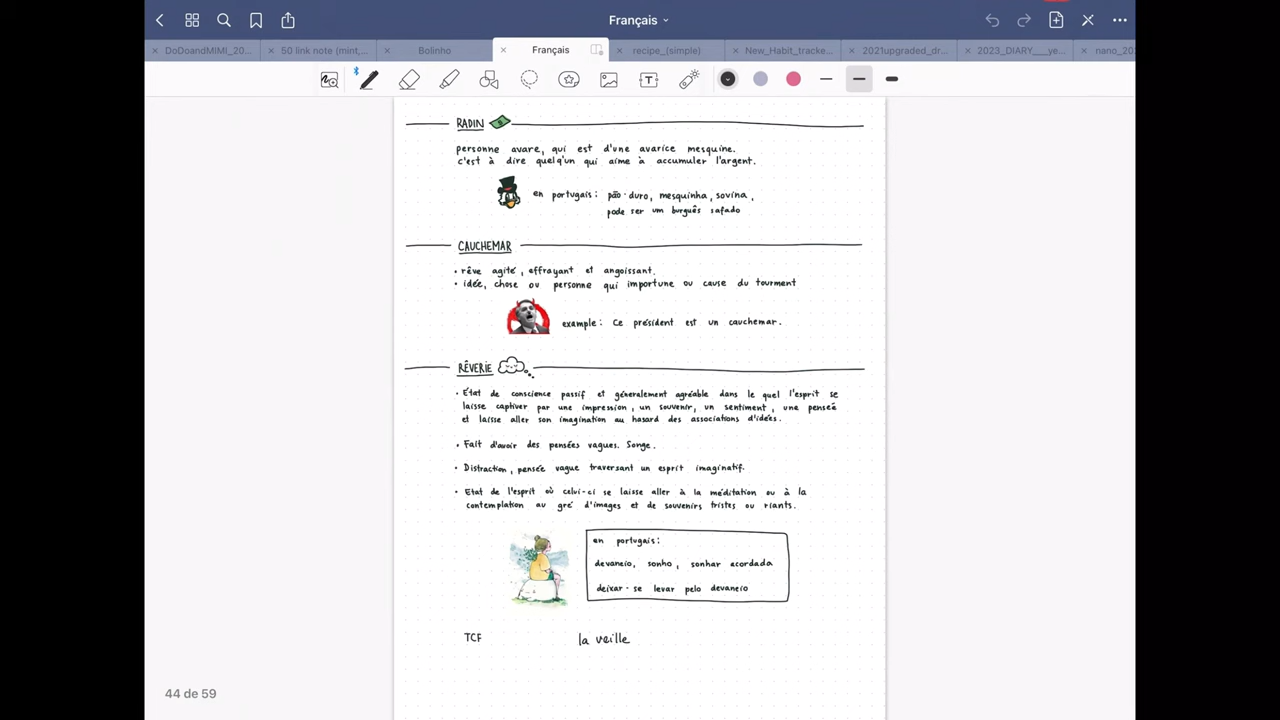 Français
DoDoandMIMI_20...
50 link note (mint,...
Bolinho
Français
recipe_(simple)
New_Habit_tracke...
2021upgraded_dr...
2023_DIARY___ye...
nano_202
RADIN
personne avare, qui est d'une avarice mesquine.
c'est à dire quelqu'un qui aime à accumuler l'argent.
en portugais: pão-duro, mesquinha, sovina,
pode ser um burguês safado
CAUCHEMAR
• rêve agité, effrayant et angoissant.
• idée, chose ou personne qui importune ou cause du tourment
example: Ce président est un cauchemar.
RÊVERIE
• Etat de conscience passif et généralement agréable dans le quel l'esprit se
laisse captiver par une impression, un souvenir, un sentiment, une penseé
et laisse aller son imagination au hasard des associations d'idées.
• Fait d'avoir des pensées vagues. Songe.
• Distraction, pensée vague traversant un esprit imaginatif.
• Etat de l'esprit où celui-ci se laisse aller à la méditation ou à la
contemplation au gré d'images et de souvenirs tristes ou riants.
en portugais:
devaneio, sonho, sonhar acordada
deixar-se levar pelo devaneio
TCF
la veille
44 de 59